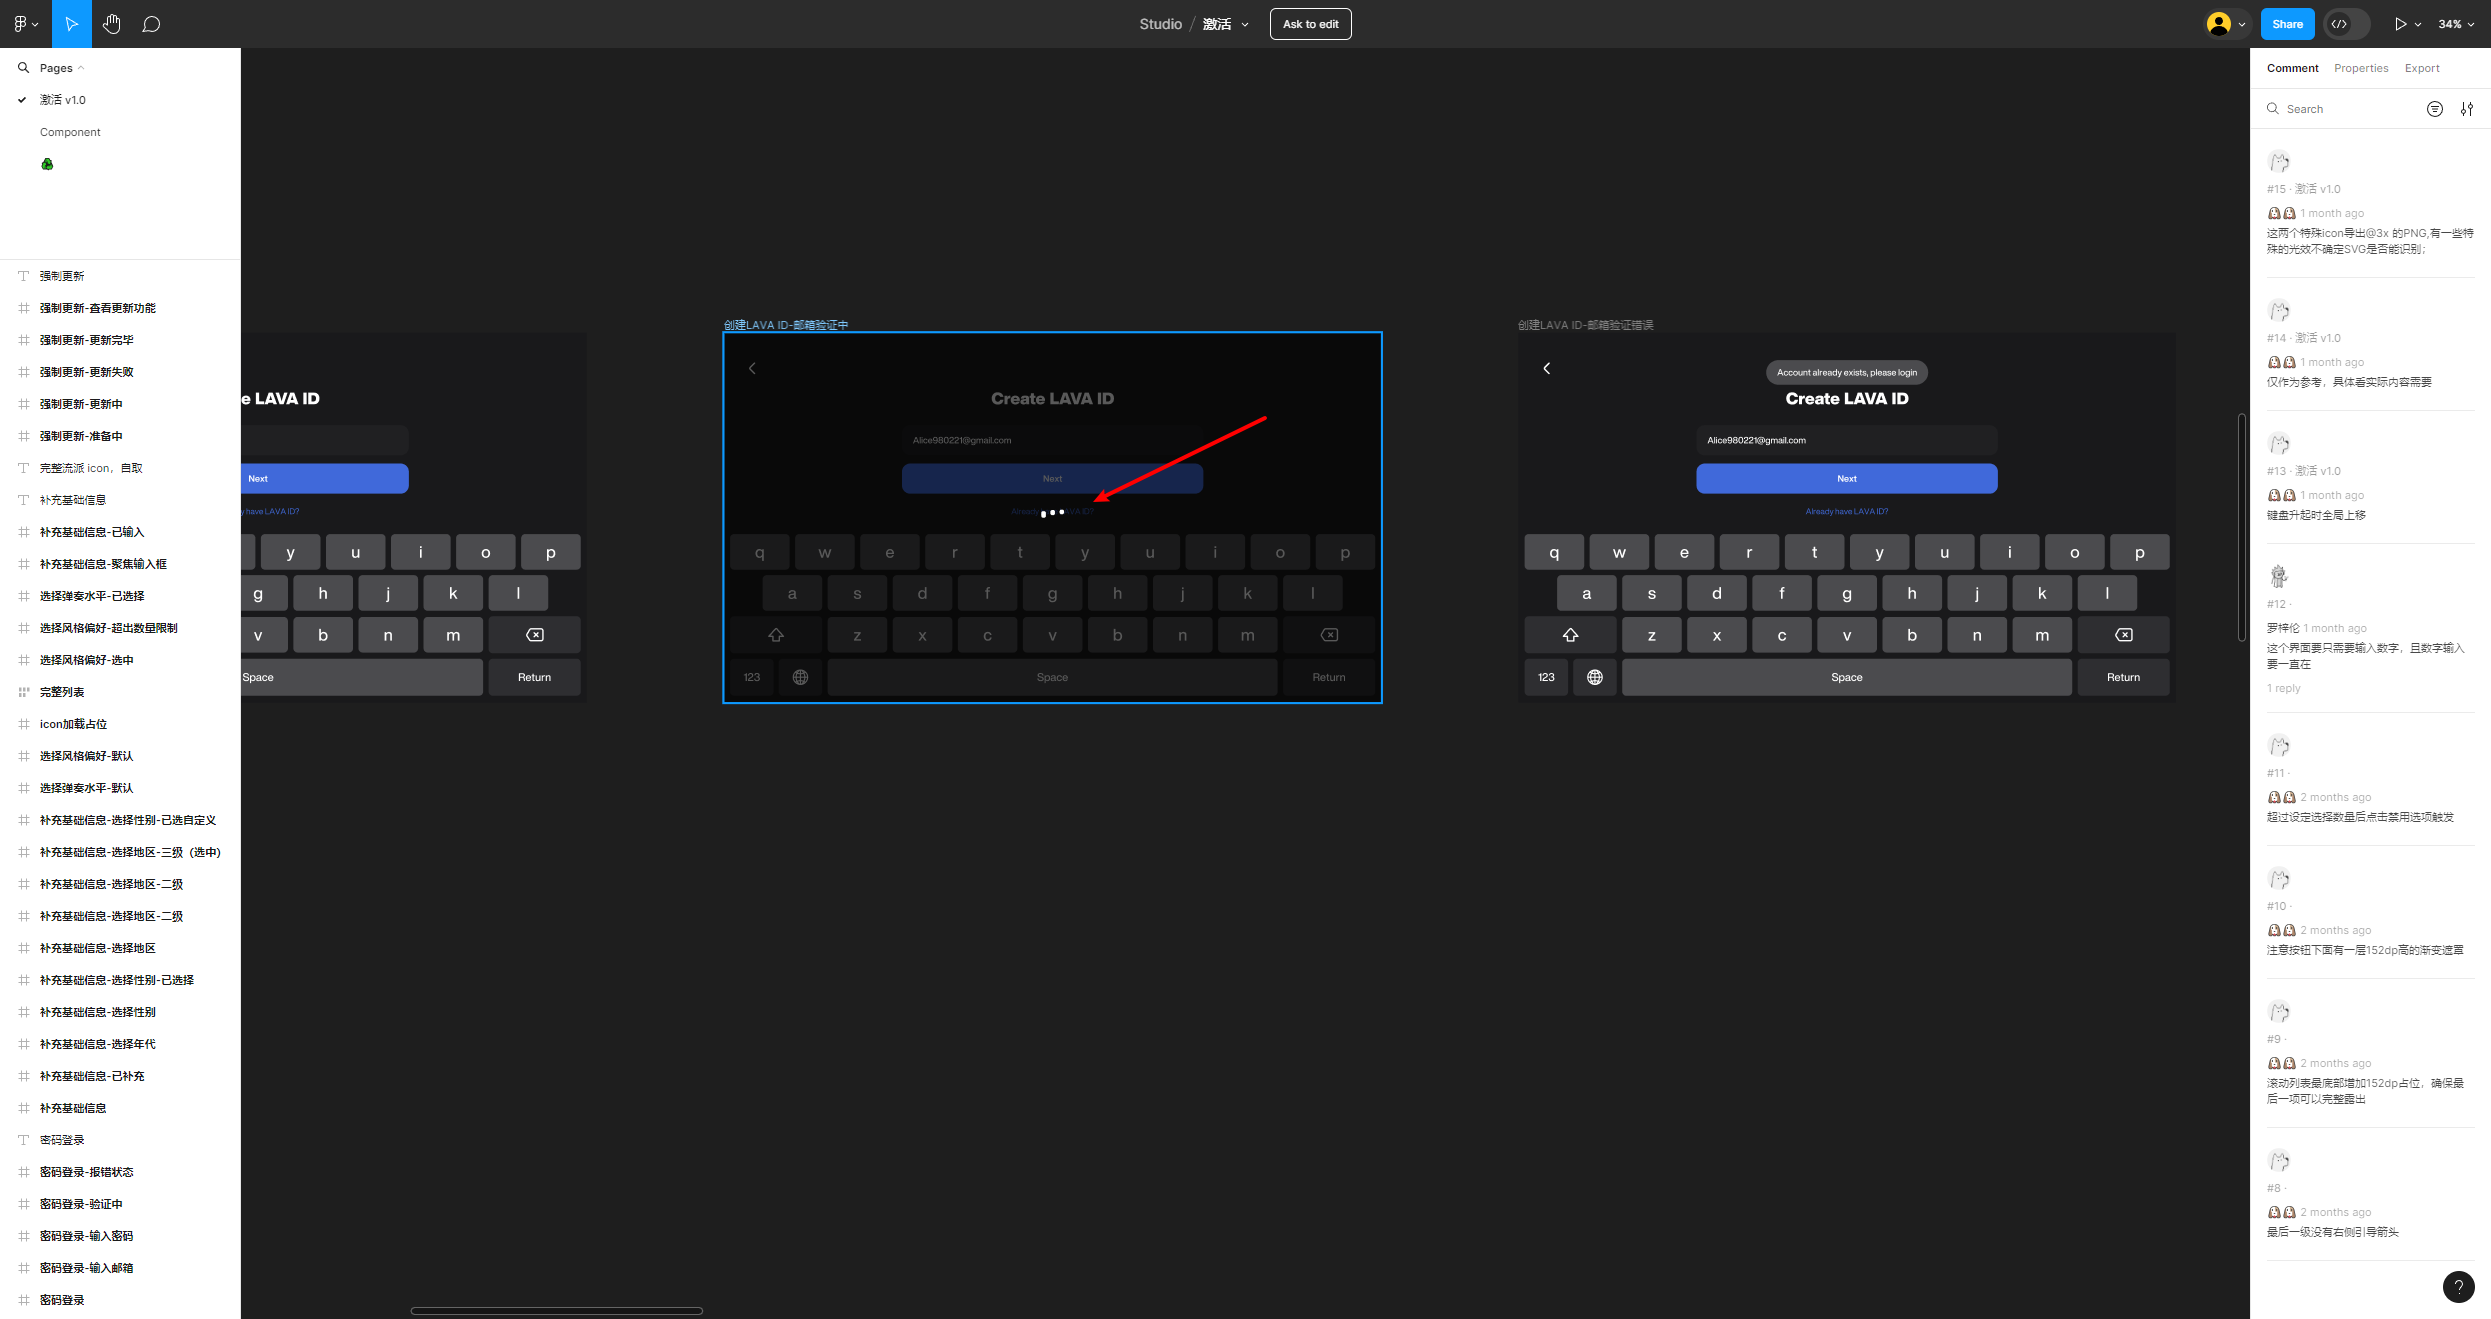 Studio / 激活
Ask to edit
Share
34%
Pages
激活 v1.0
Component
强制更新
强制更新-查看更新功能
强制更新-更新完毕
强制更新-更新失败
强制更新-更新中
强制更新-准备中
完整流派 icon，自取
补充基础信息
补充基础信息-已输入
补充基础信息-聚焦输入框
选择弹奏水平-已选择
选择风格偏好-超出数量限制
选择风格偏好-选中
完整列表
icon加载占位
选择风格偏好-默认
选择弹奏水平-默认
补充基础信息-选择性别-已选自定义
补充基础信息-选择地区-三级（选中）
补充基础信息-选择地区-二级
补充基础信息-选择地区-二级
补充基础信息-选择地区
补充基础信息-选择性别-已选择
补充基础信息-选择性别
补充基础信息-选择年代
补充基础信息-已补充
补充基础信息
密码登录
密码登录-报错状态
密码登录-验证中
密码登录-输入密码
密码登录-输入邮箱
密码登录
e LAVA ID
Next
y have LAVA ID?
y u i o p
g h j k l
v b n m
Space Return
创建LAVA ID-邮箱验证中
Create LAVA ID
Alice980221@gmail.com
Next
q w e r t y u i o p
a s d f g h j k l
z x c v b n m
123 Space Return
创建LAVA ID-邮箱验证错误
Account already exists, please login
Create LAVA ID
Alice980221@gmail.com
Next
Already have LAVA ID?
q w e r t y u i o p
a s d f g h j k l
z x c v b n m
123 Space Return
Comment Properties Export
Search
#15 · 激活 v1.0
1 month ago
这两个特殊icon导出@3x 的PNG,有一些特
殊的光效不确定SVG是否能识别；
#14 · 激活 v1.0
1 month ago
仅作为参考，具体看实际内容需要
#13 · 激活 v1.0
1 month ago
键盘升起时全局上移
#12 ·
罗梓伦 1 month ago
这个界面要只需要输入数字，且数字输入
要一直在
1 reply
#11 ·
2 months ago
超过设定选择数量后点击禁用选项触发
#10 ·
2 months ago
注意按钮下面有一层152dp高的渐变遮罩
#9 ·
2 months ago
滚动列表最底部增加152dp占位，确保最
后一项可以完整露出
#8 ·
2 months ago
最后一级没有右侧引导箭头
?